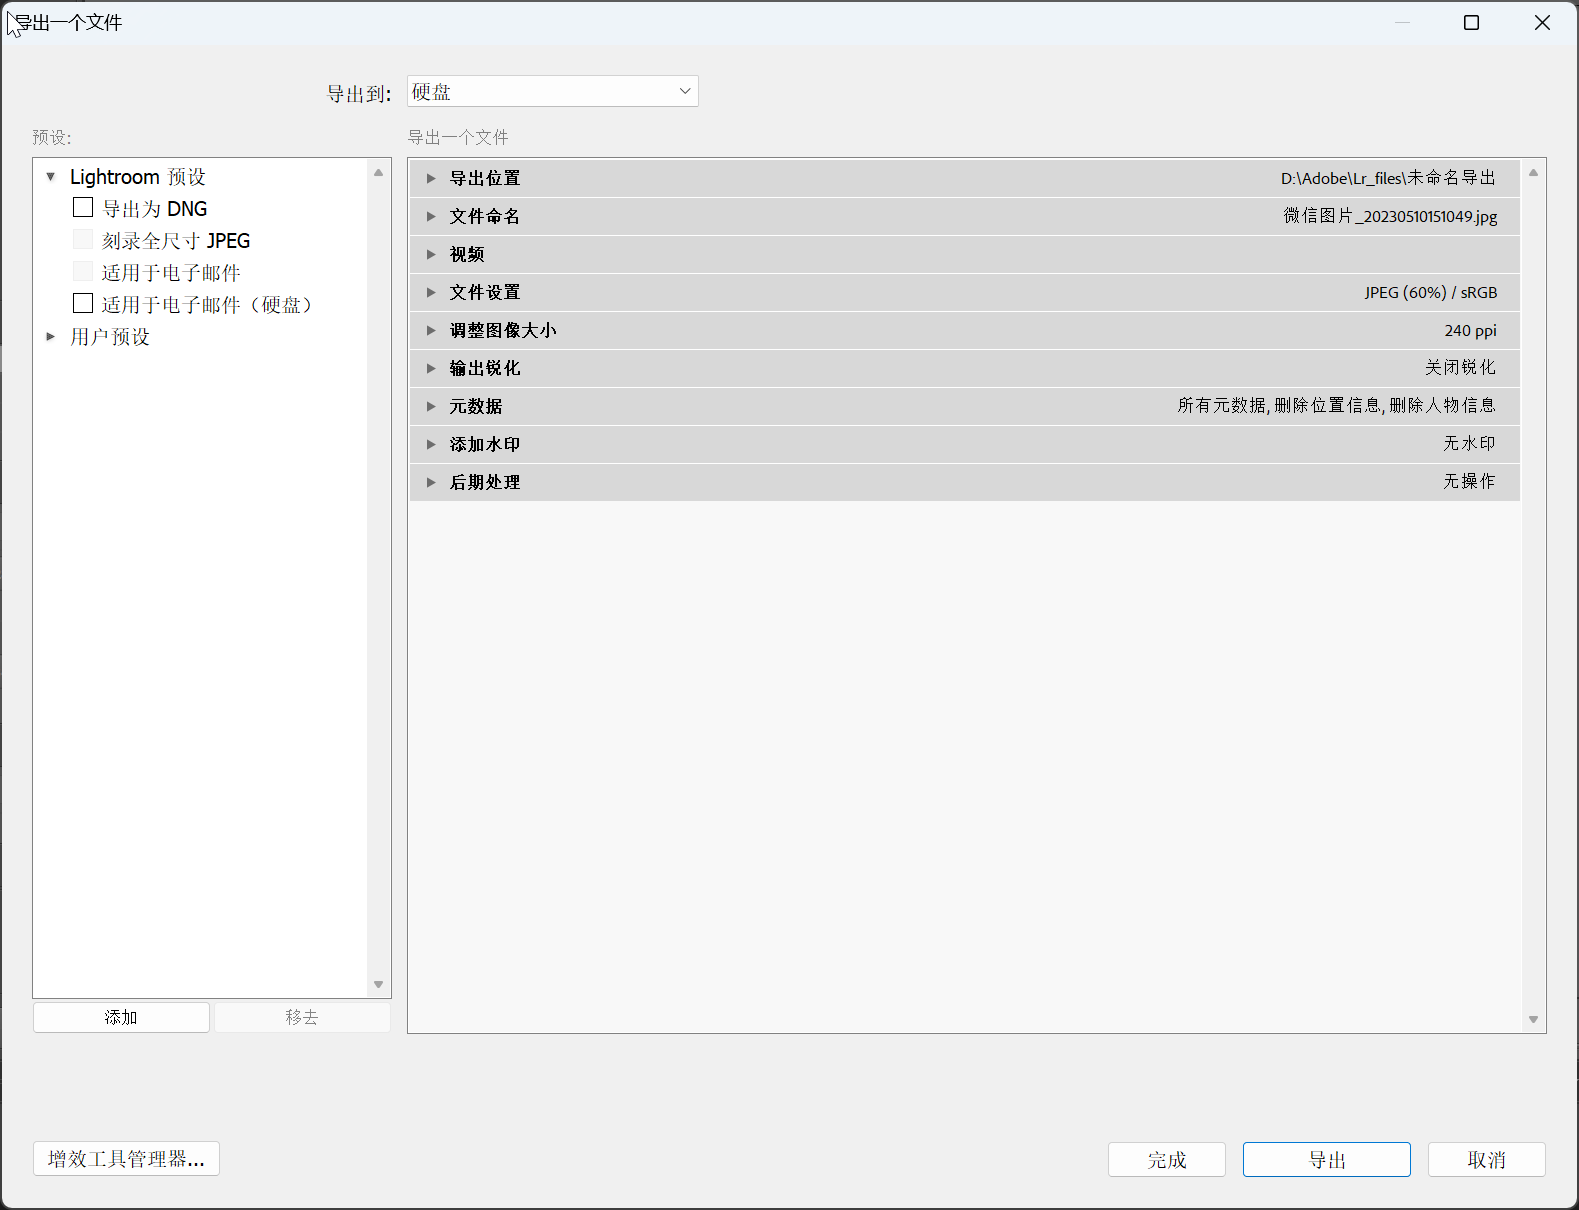 导出一个文件
导出到: 硬盘
预设:
导出一个文件
Lightroom 预设
导出为 DNG
刻录全尺寸 JPEG
适用于电子邮件
适用于电子邮件（硬盘）
用户预设
添加 移去
导出位置 D:\Adobe\Lr_files\未命名导出
文件命名 微信图片_20230510151049.jpg
视频
文件设置 JPEG (60%) / sRGB
调整图像大小 240 ppi
输出锐化 关闭锐化
元数据 所有元数据, 删除位置信息, 删除人物信息
添加水印 无水印
后期处理 无操作
增效工具管理器... 完成 导出 取消